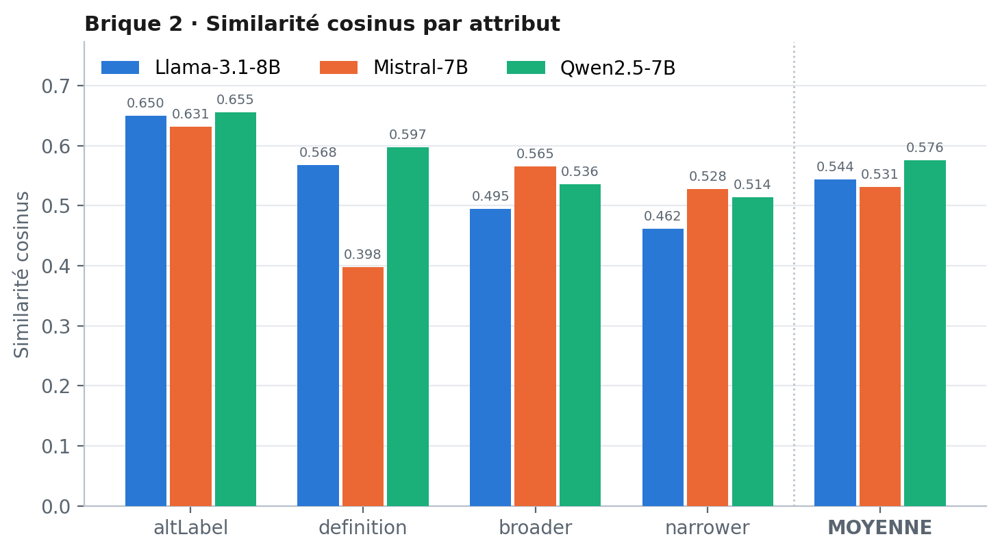 Brique 2 · Similarité cosinus par attribut
Llama-3.1-8B Mistral-7B Qwen2.5-7B
Similarité cosinus
0.7
0.6
0.5
0.4
0.3
0.2
0.1
0.0
0.650 0.631 0.655
0.568 0.398 0.597
0.495 0.565 0.536
0.462 0.528 0.514
0.544 0.531 0.576
altLabel definition broader narrower MOYENNE